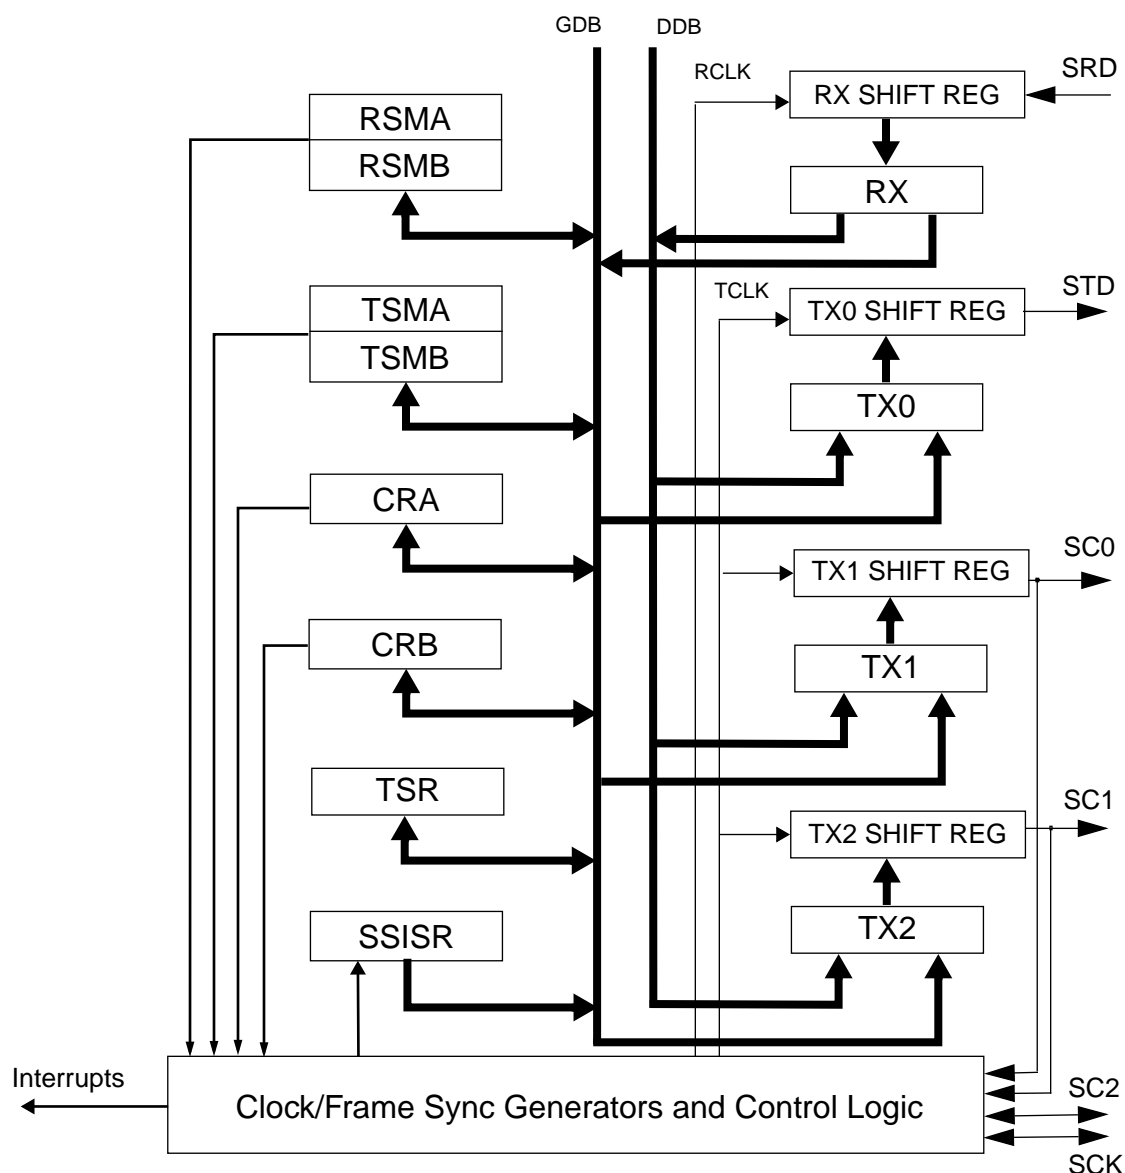 GDB
DDB
RCLK
SRD
RX SHIFT REG
RSMA
RSMB
RX
TCLK
STD
TSMA
TX0 SHIFT REG
TSMB
TX0
CRA
SC0
TX1 SHIFT REG
CRB
TX1
TSR
SC1
TX2 SHIFT REG
SSISR
TX2
Interrupts
Clock/Frame Sync Generators and Control Logic
SC2
SCK